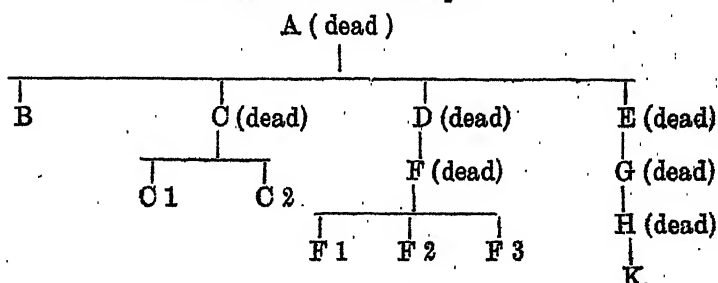 A (dead)
B C (dead) D (dead) E (dead)
F (dead) G (dead)
C 1 C 2
H (dead)
F 1 F 2 F 3
K